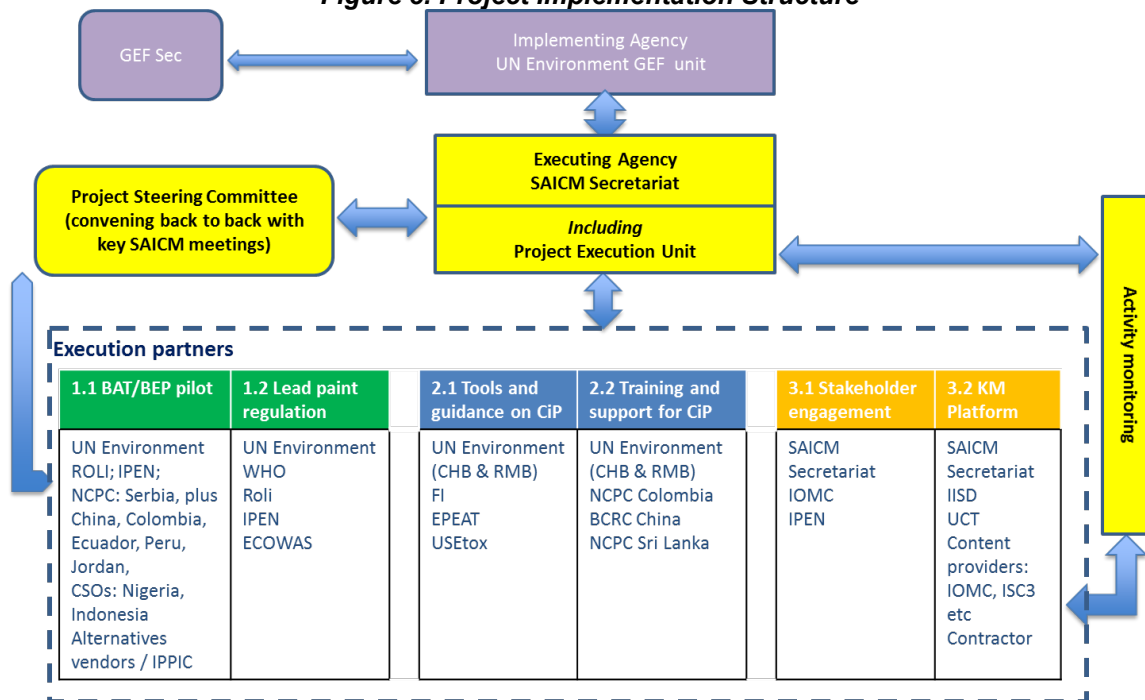 Figure 3. Project Implementation Structure
GEF Sec
Implementing Agency
UN Environment GEF unit
Executing Agency
SAICM Secretariat
Including
Project Execution Unit
Project Steering Committee
(convening back to back with
key SAICM meetings)
Activity monitoring
Execution partners
1.1 BAT/BEP pilot
UN Environment
ROLI; IPEN;
NCPC: Serbia, plus
China, Colombia,
Ecuador, Peru,
Jordan,
CSOs: Nigeria,
Indonesia
Alternatives
vendors / IPPIC
1.2 Lead paint
regulation
UN Environment
WHO
Roli
IPEN
ECOWAS
2.1 Tools and
guidance on CiP
UN Environment
(CHB & RMB)
FI
EPEAT
USEtox
2.2 Training and
support for CiP
UN Environment
(CHB & RMB)
NCPC Colombia
BCRC China
NCPC Sri Lanka
3.1 Stakeholder
engagement
SAICM
Secretariat
IOMC
IPEN
3.2 KM
Platform
SAICM
Secretariat
IISD
UCT
Content
providers:
IOMC, ISC3
etc
Contractor